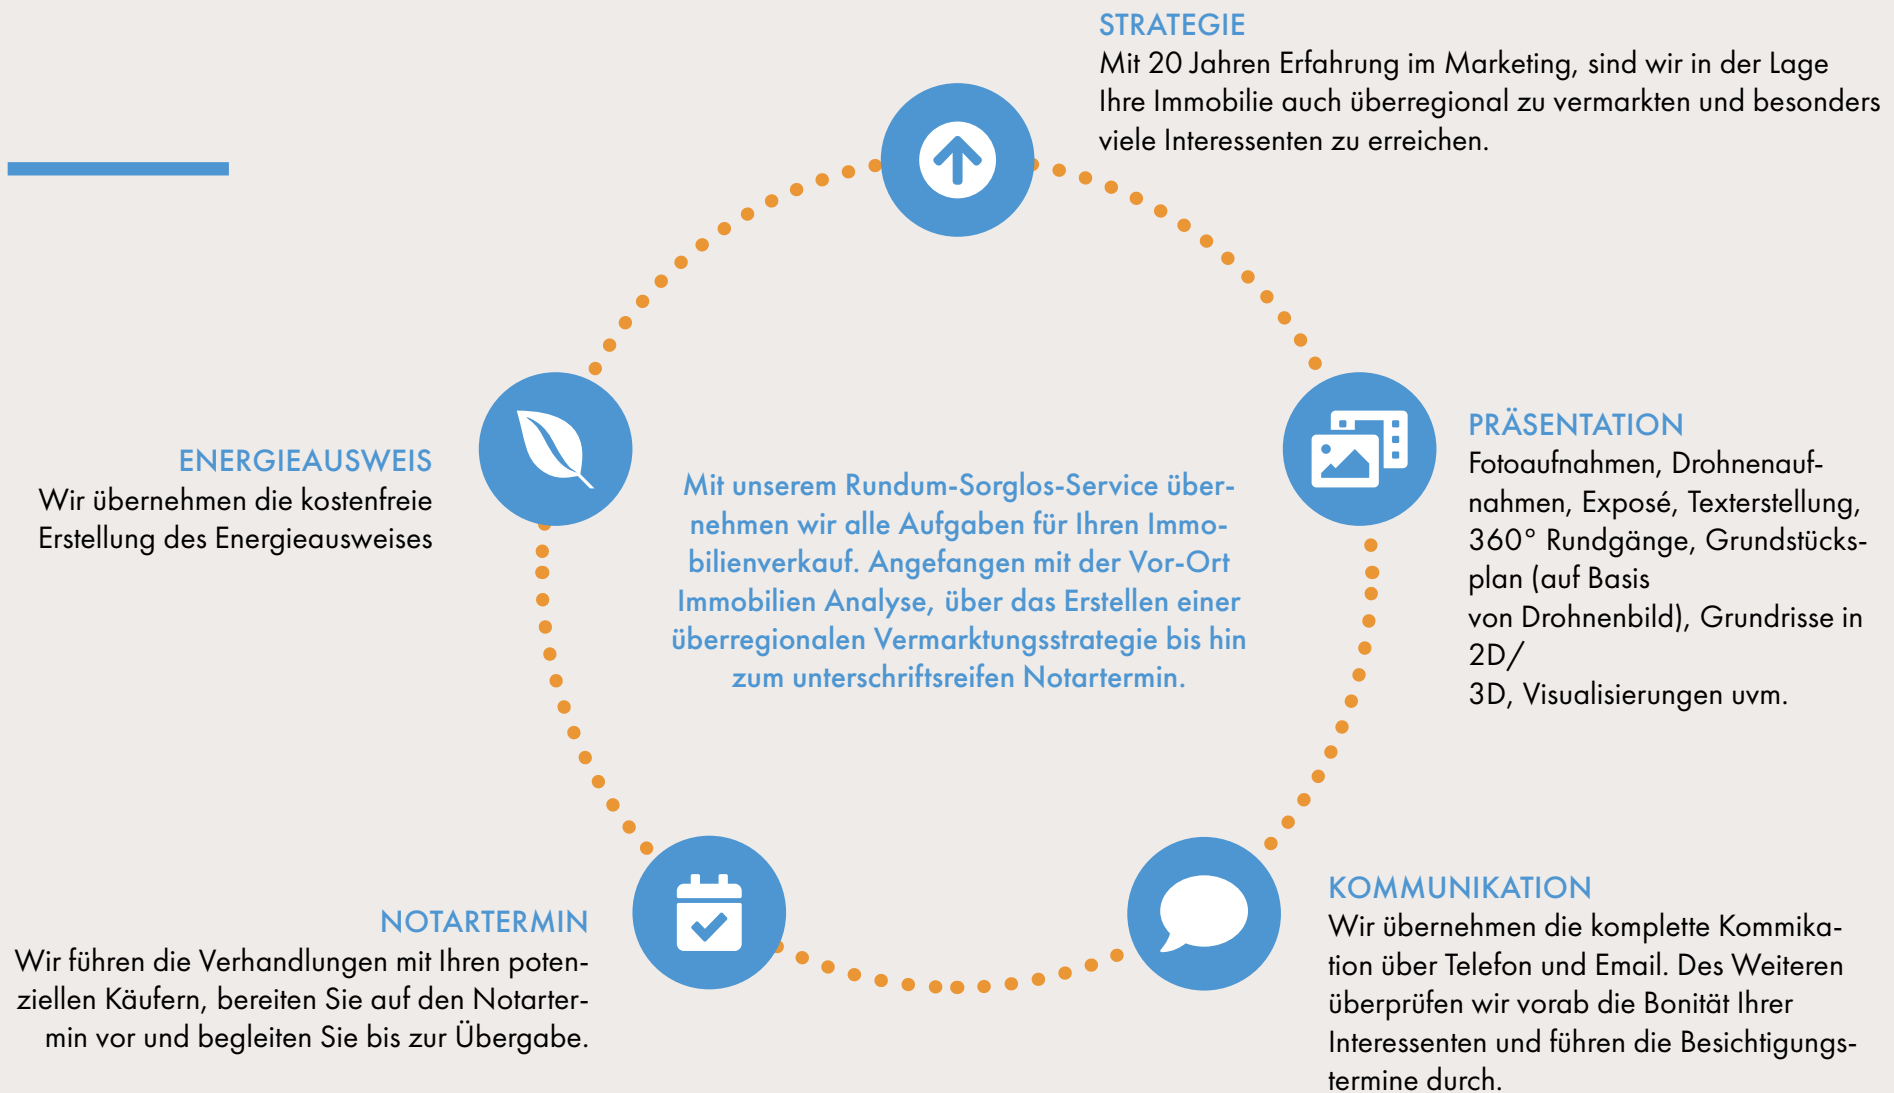 STRATEGIE
Mit 20 Jahren Erfahrung im Marketing, sind wir in der Lage
Ihre Immobilie auch überregional zu vermarkten und besonders
viele Interessenten zu erreichen.
PRÄSENTATION
Fotoaufnahmen, Drohnenauf-
nahmen, Exposé, Texterstellung,
360° Rundgänge, Grundstücks-
plan (auf Basis
von Drohnenbild), Grundrisse in
2D/
3D, Visualisierungen uvm.
ENERGIEAUSWEIS
Wir übernehmen die kostenfreie
Erstellung des Energieausweises
Mit unserem Rundum-Sorglos-Service über-
nehmen wir alle Aufgaben für Ihren Immo-
bilienverkauf. Angefangen mit der Vor-Ort
Immobilien Analyse, über das Erstellen einer
überregionalen Vermarktungsstrategie bis hin
zum unterschriftsreifen Notartermin.
KOMMUNIKATION
Wir übernehmen die komplette Kommika-
tion über Telefon und Email. Des Weiteren
überprüfen wir vorab die Bonität Ihrer
Interessenten und führen die Besichtigungs-
termine durch.
NOTARTERMIN
Wir führen die Verhandlungen mit Ihren poten-
ziellen Käufern, bereiten Sie auf den Notarter-
min vor und begleiten Sie bis zur Übergabe.